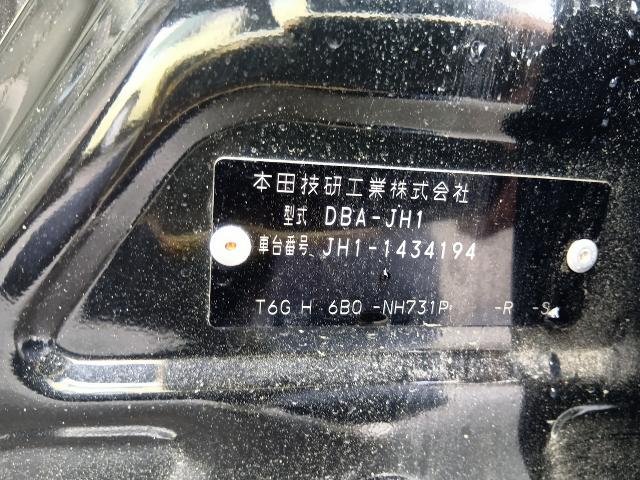 本田技研工業株式会社
型式 DBA-JH1
車台番号 JH1-1434194
T6G H 6B0 -NH731P -R -S